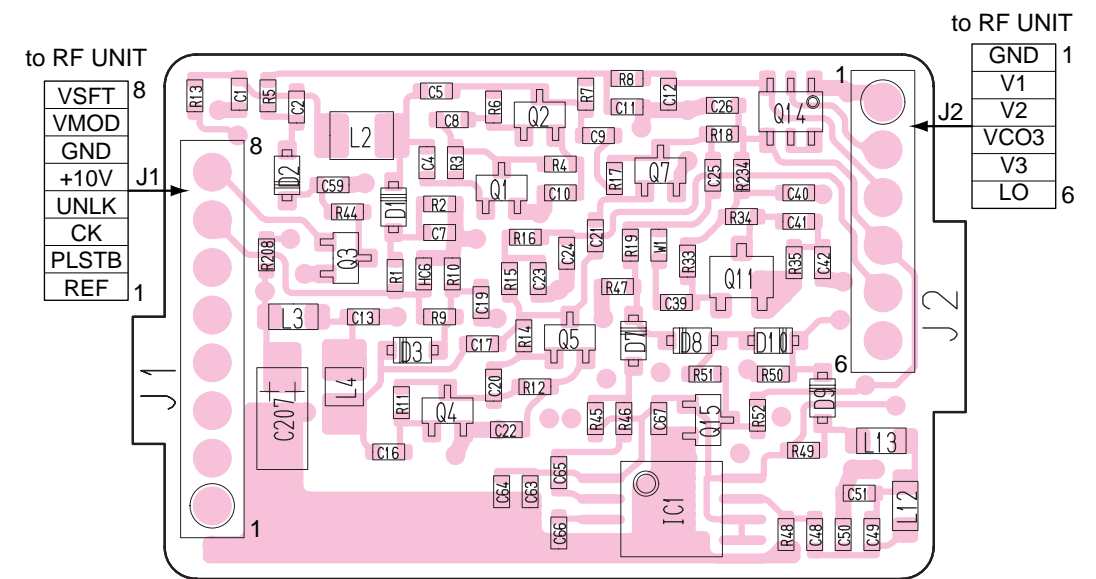 to RF UNIT
GND 1
V1
V2
VCO3
V3
LO 6
J2
to RF UNIT
VSFT 8
VMOD
GND
+10V
UNLK
CK
PLSTB
REF 1
J1
R13
C1
R5
C2
C5
R6
R7
R8
C11
C12
C26
1
Q14
L2
C8
Q2
C9
R18
8
D2
C59
C4
R3
R4
R17
Q7
C25
R234
Q1
C10
C40
D1
R2
R44
R34
C41
C7
R16
C21
R19
W1
R208
Q3
C24
R33
R35
C42
R1
HC6
R10
R15
C23
Q11
R47
C19
C39
L3
C13
R9
J2
D3
C17
R14
Q5
D7
D8
D10
6
J1
C207
L4
C20
R12
R51
R50
D9
R11
Q4
R45
R46
C67
Q15
R52
C22
C16
R49
L13
C65
C64
C63
IC1
C51
L12
1
C66
R48
C48
C50
C49